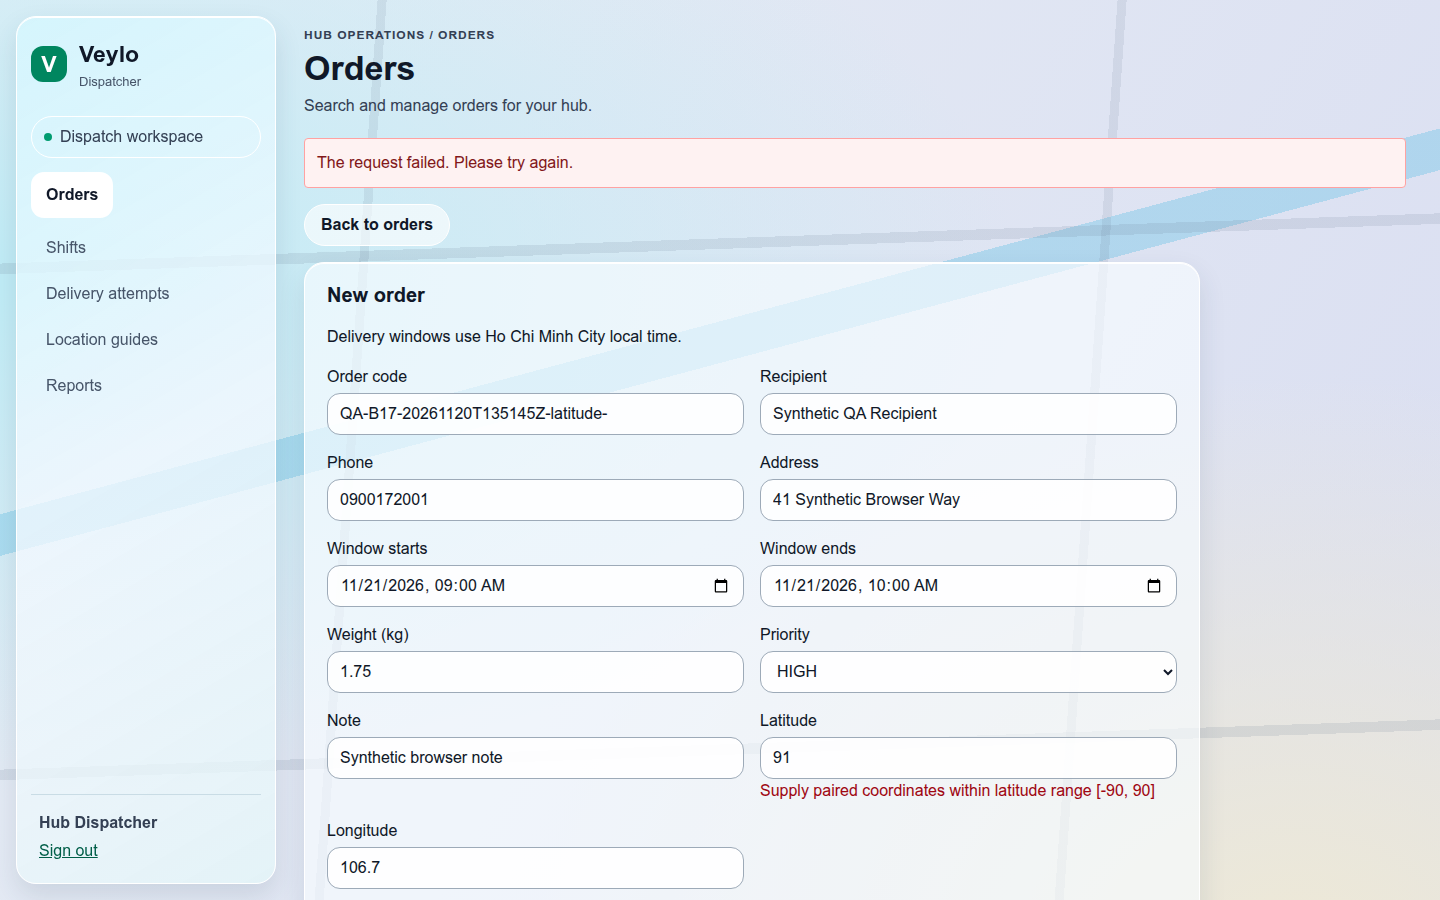 V
Veylo
Dispatcher
Dispatch workspace
Orders
Shifts
Delivery attempts
Location guides
Reports
Hub Dispatcher
Sign out
HUB OPERATIONS / ORDERS
Orders
Search and manage orders for your hub.
The request failed. Please try again.
Back to orders
New order
Delivery windows use Ho Chi Minh City local time.
Order code
QA-B17-20261120T135145Z-latitude-
Recipient
Synthetic QA Recipient
Phone
0900172001
Address
41 Synthetic Browser Way
Window starts
11/21/2026, 09:00 AM
Window ends
11/21/2026, 10:00 AM
Weight (kg)
1.75
Priority
HIGH
Note
Synthetic browser note
Latitude
91
Supply paired coordinates within latitude range [-90, 90]
Longitude
106.7